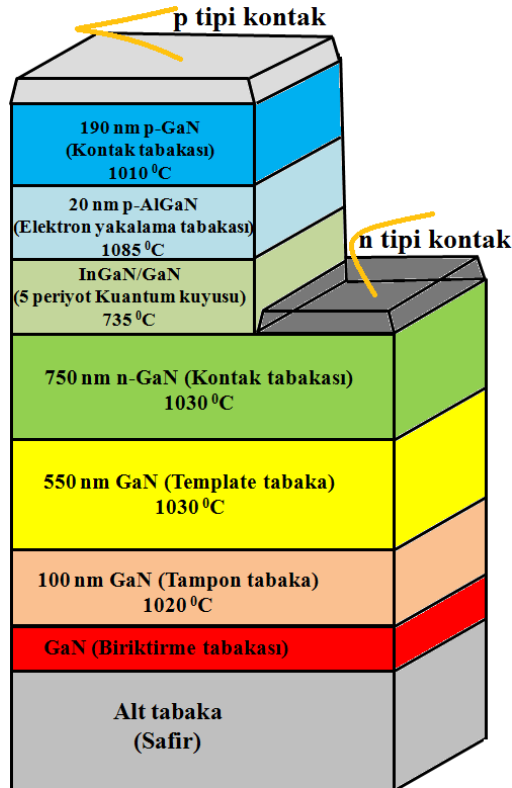 p tipi kontak
190 nm p-GaN
(Kontak tabakası)
1010 ⁰C
20 nm p-AlGaN
(Elektron yakalama tabakası)
1085 ⁰C
n tipi kontak
InGaN/GaN
(5 periyot Kuantum kuyusu)
735 ⁰C
750 nm n-GaN (Kontak tabakası)
1030 ⁰C
550 nm GaN (Template tabaka)
1030 ⁰C
100 nm GaN (Tampon tabaka)
1020 ⁰C
GaN (Biriktirme tabakası)
Alt tabaka
(Safir)